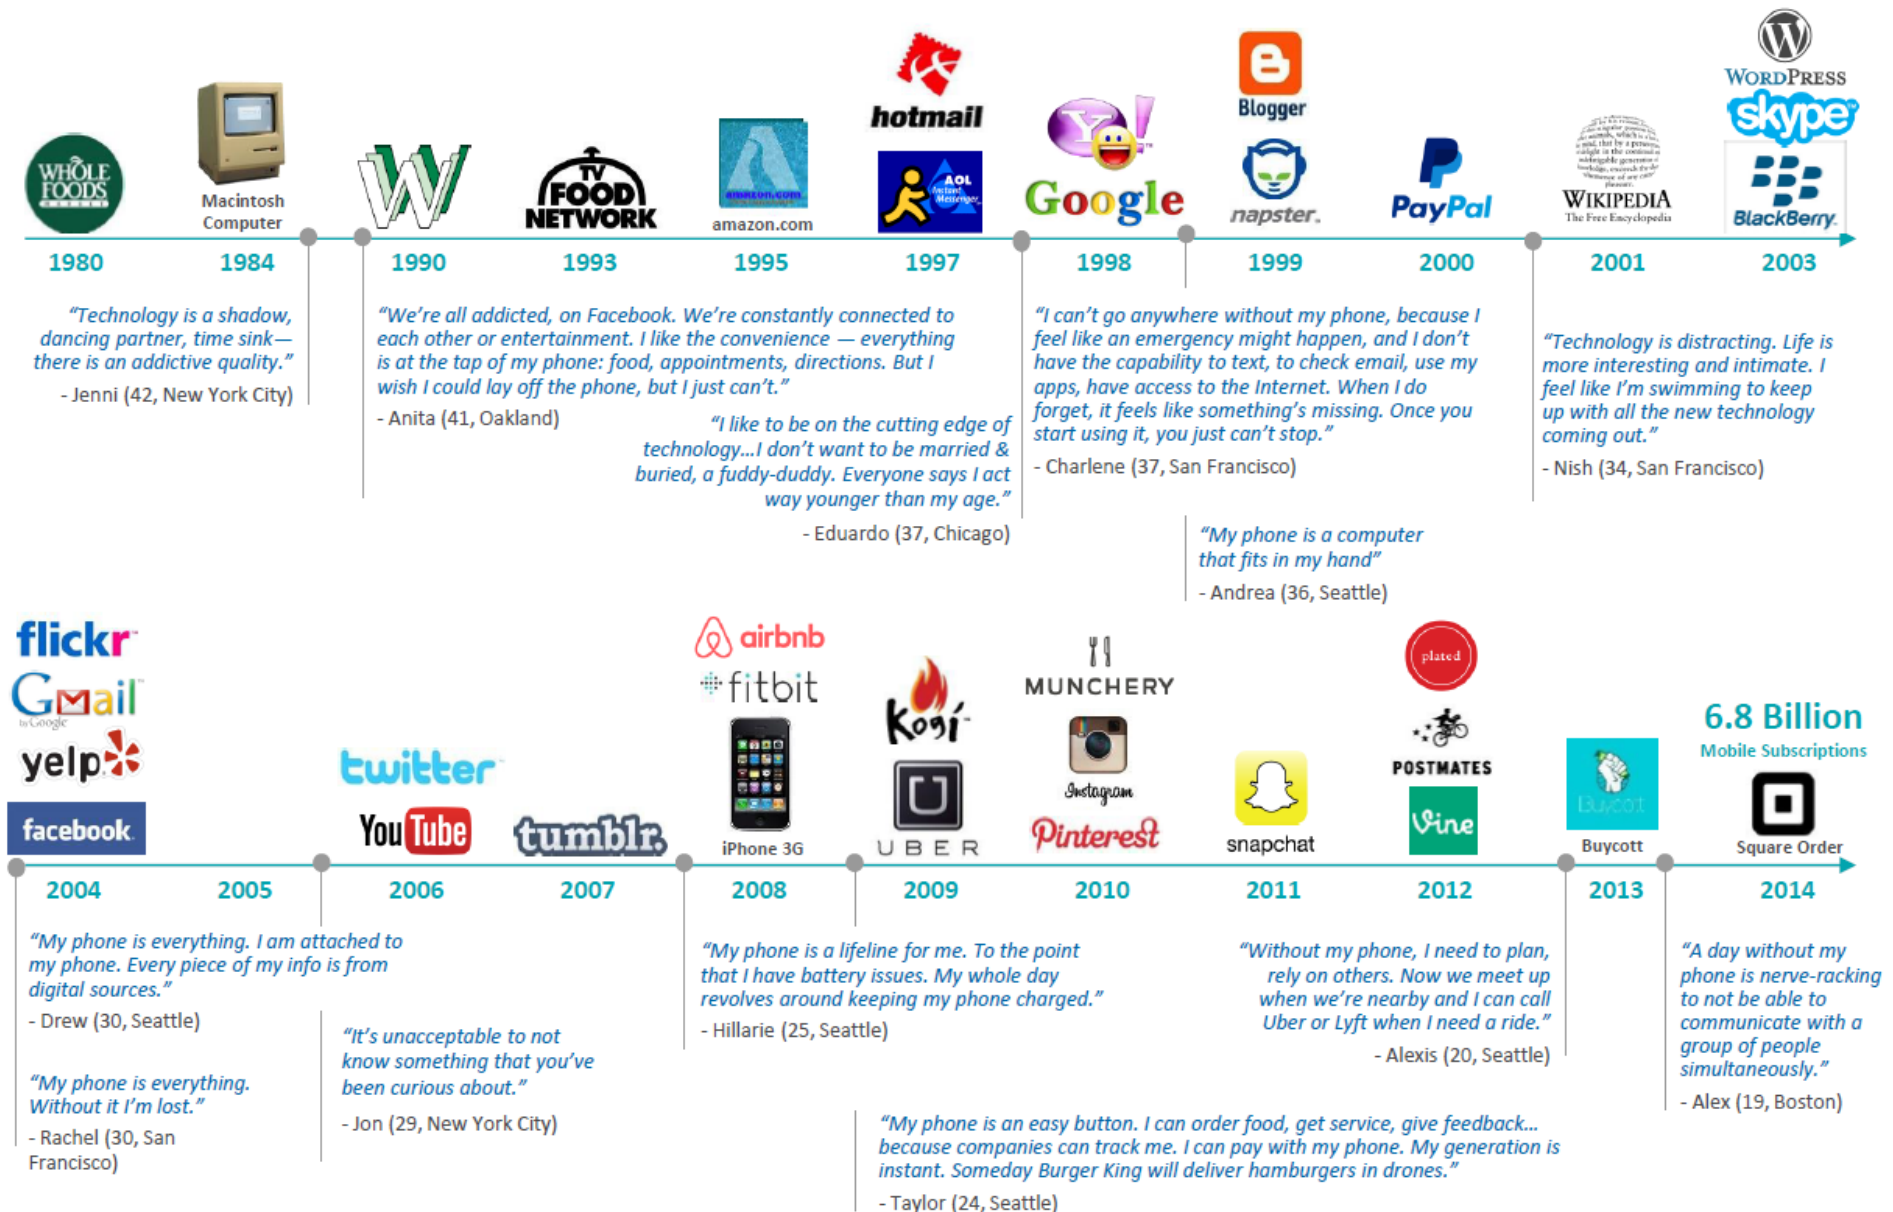 WHOLE
FOODS
MARKET
Macintosh
Computer
W
TV
FOOD
NETWORK
amazon.com
amazon.com
hotmail
AOL
Instant
Messenger
Y!
Google
Blogger
napster.
PayPal
WIKIPEDIA
The Free Encyclopedia
WORDPRESS
skype
BlackBerry.
1980
1984
1990
1993
1995
1997
1998
1999
2000
2001
2003
“Technology is a shadow,
dancing partner, time sink—
there is an addictive quality.”
- Jenni (42, New York City)
“We’re all addicted, on Facebook. We’re constantly connected to
each other or entertainment. I like the convenience — everything
is at the tap of my phone: food, appointments, directions. But I
wish I could lay off the phone, but I just can’t.”
- Anita (41, Oakland)
“I like to be on the cutting edge of
technology...I don’t want to be married &
buried, a fuddy-duddy. Everyone says I act
way younger than my age.”
- Eduardo (37, Chicago)
“I can’t go anywhere without my phone, because I
feel like an emergency might happen, and I don’t
have the capability to text, to check email, use my
apps, have access to the Internet. When I do
forget, it feels like something’s missing. Once you
start using it, you just can’t stop.”
- Charlene (37, San Francisco)
“My phone is a computer
that fits in my hand”
- Andrea (36, Seattle)
“Technology is distracting. Life is
more interesting and intimate. I
feel like I’m swimming to keep
up with all the new technology
coming out.”
- Nish (34, San Francisco)
flickr
Gmail
by Google
yelp
facebook
twitter
YouTube
tumblr.
airbnb
fitbit
iPhone 3G
Kogi
U
UBER
MUNCHERY
Instagram
Pinterest
snapchat
plated
POSTMATES
Vine
Buycott
Buycott
6.8 Billion
Mobile Subscriptions
Square Order
2004
2005
2006
2007
2008
2009
2010
2011
2012
2013
2014
“My phone is everything. I am attached to
my phone. Every piece of my info is from
digital sources.”
- Drew (30, Seattle)
“My phone is everything.
Without it I’m lost.”
- Rachel (30, San
Francisco)
“It’s unacceptable to not
know something that you’ve
been curious about.”
- Jon (29, New York City)
“My phone is a lifeline for me. To the point
that I have battery issues. My whole day
revolves around keeping my phone charged.”
- Hillarie (25, Seattle)
“My phone is an easy button. I can order food, get service, give feedback...
because companies can track me. I can pay with my phone. My generation is
instant. Someday Burger King will deliver hamburgers in drones.”
- Taylor (24, Seattle)
“Without my phone, I need to plan,
rely on others. Now we meet up
when we’re nearby and I can call
Uber or Lyft when I need a ride.”
- Alexis (20, Seattle)
“A day without my
phone is nerve-racking
to not be able to
communicate with a
group of people
simultaneously.”
- Alex (19, Boston)